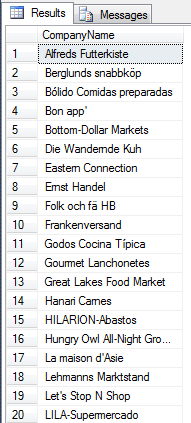 Results Messages
CompanyName
1 Alfreds Futterkiste
2 Berglunds snabbköp
3 Bólido Comidas preparadas
4 Bon app'
5 Bottom-Dollar Markets
6 Die Wandernde Kuh
7 Eastern Connection
8 Ernst Handel
9 Folk och fä HB
10 Frankenversand
11 Godos Cocina Típica
12 Gourmet Lanchonetes
13 Great Lakes Food Market
14 Hanari Carnes
15 HILARION-Abastos
16 Hungry Owl All-Night Gro...
17 La maison d'Asie
18 Lehmanns Marktstand
19 Let's Stop N Shop
20 LILA-Supermercado